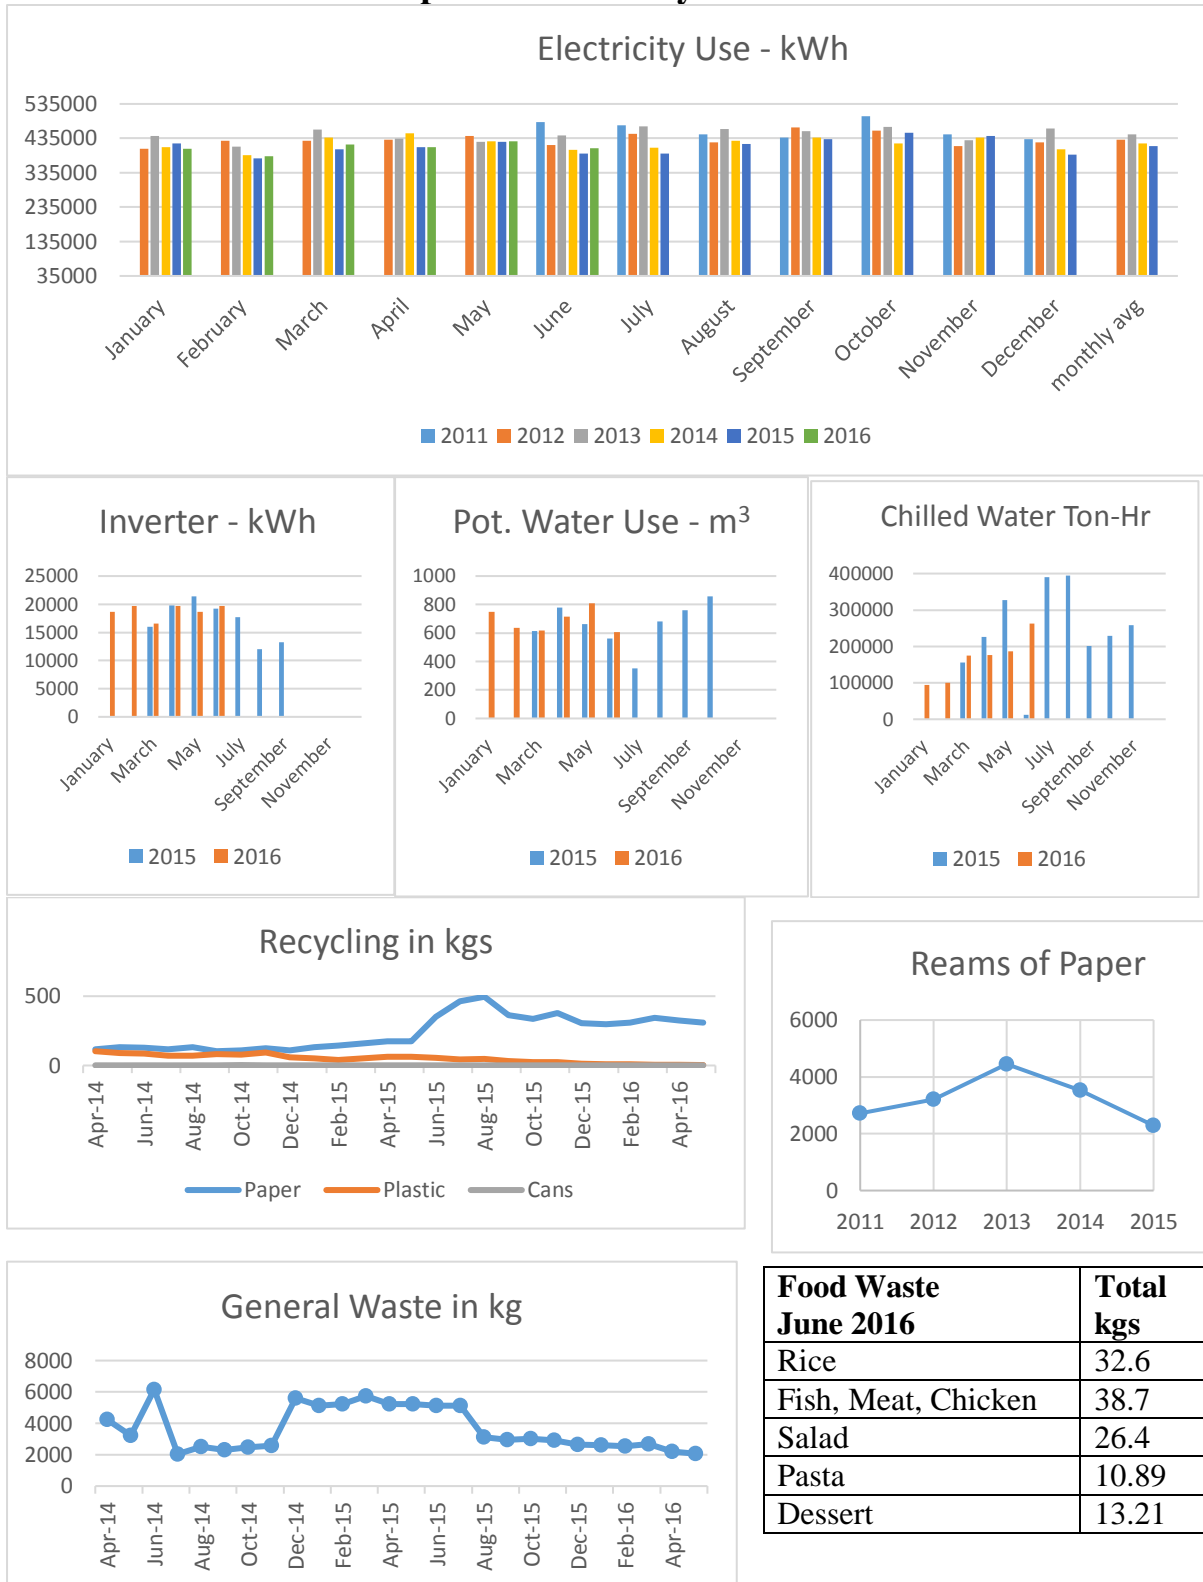 Electricity Use - kWh
535000
435000
335000
235000
135000
35000
January
February
March
April
May
June
July
August
September
October
November
December
monthly avg
2011 2012 2013 2014 2015 2016
Inverter - kWh
25000
20000
15000
10000
5000
0
January
March
May
July
September
November
2015 2016
Pot. Water Use - m³
1000
800
600
400
200
0
January
March
May
July
September
November
2015 2016
Chilled Water Ton-Hr
400000
300000
200000
100000
0
January
March
May
July
September
November
2015 2016
Recycling in kgs
500
0
Apr-14
Jun-14
Aug-14
Oct-14
Dec-14
Feb-15
Apr-15
Jun-15
Aug-15
Oct-15
Dec-15
Feb-16
Apr-16
Paper Plastic Cans
Reams of Paper
6000
4000
2000
0
2011 2012 2013 2014 2015
General Waste in kg
8000
6000
4000
2000
0
Apr-14
Jun-14
Aug-14
Oct-14
Dec-14
Feb-15
Apr-15
Jun-15
Aug-15
Oct-15
Dec-15
Feb-16
Apr-16
Food Waste Total
June 2016 kgs
Rice 32.6
Fish, Meat, Chicken 38.7
Salad 26.4
Pasta 10.89
Dessert 13.21